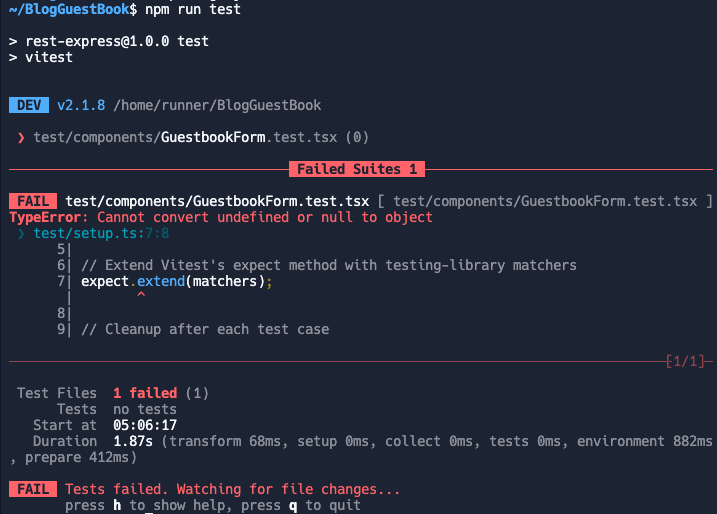 ~/BlogGuestBook$ npm run test
> rest-express@1.0.0 test
> vitest
DEV v2.1.8 /home/runner/BlogGuestBook
❯ test/components/GuestbookForm.test.tsx (0)
Failed Suites 1
FAIL test/components/GuestbookForm.test.tsx [ test/components/GuestbookForm.test.tsx ]
TypeError: Cannot convert undefined or null to object
❯ test/setup.ts:7:8
5|
6| // Extend Vitest's expect method with testing-library matchers
7| expect.extend(matchers);
| ^
8|
9| // Cleanup after each test case
[1/1]
Test Files 1 failed (1)
Tests no tests
Start at 05:06:17
Duration 1.87s (transform 68ms, setup 0ms, collect 0ms, tests 0ms, environment 882ms
, prepare 412ms)
FAIL Tests failed. Watching for file changes...
press h to show help, press q to quit